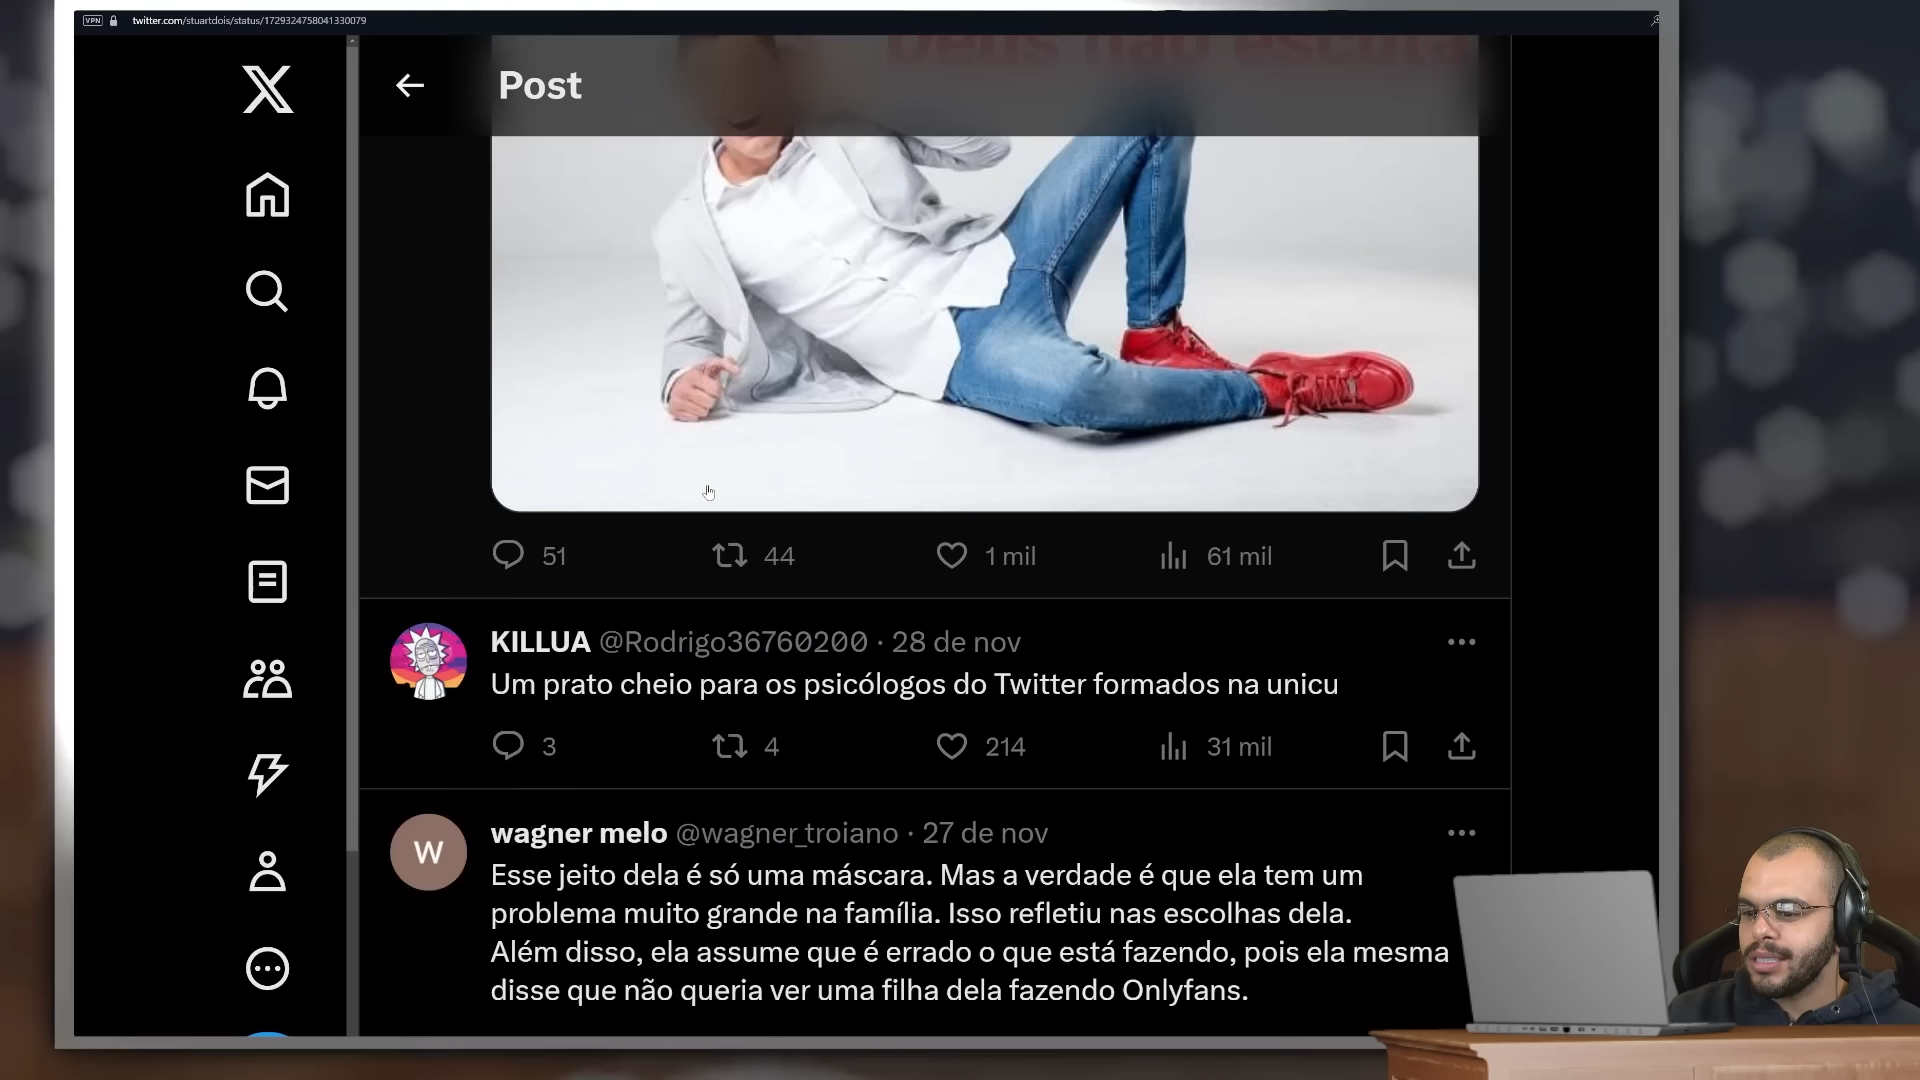 VPN twitter.com/stuartdois/status/1729324758041330079
Deus não escuta
Post
51 44 1 mil 61 mil
KILLUA @Rodrigo36760200 · 28 de nov
Um prato cheio para os psicólogos do Twitter formados na unicu
3 4 214 31 mil
W
wagner melo @wagner_troiano · 27 de nov
Esse jeito dela é só uma máscara. Mas a verdade é que ela tem um
problema muito grande na família. Isso refletiu nas escolhas dela.
Além disso, ela assume que é errado o que está fazendo, pois ela mesma
disse que não queria ver uma filha dela fazendo Onlyfans.